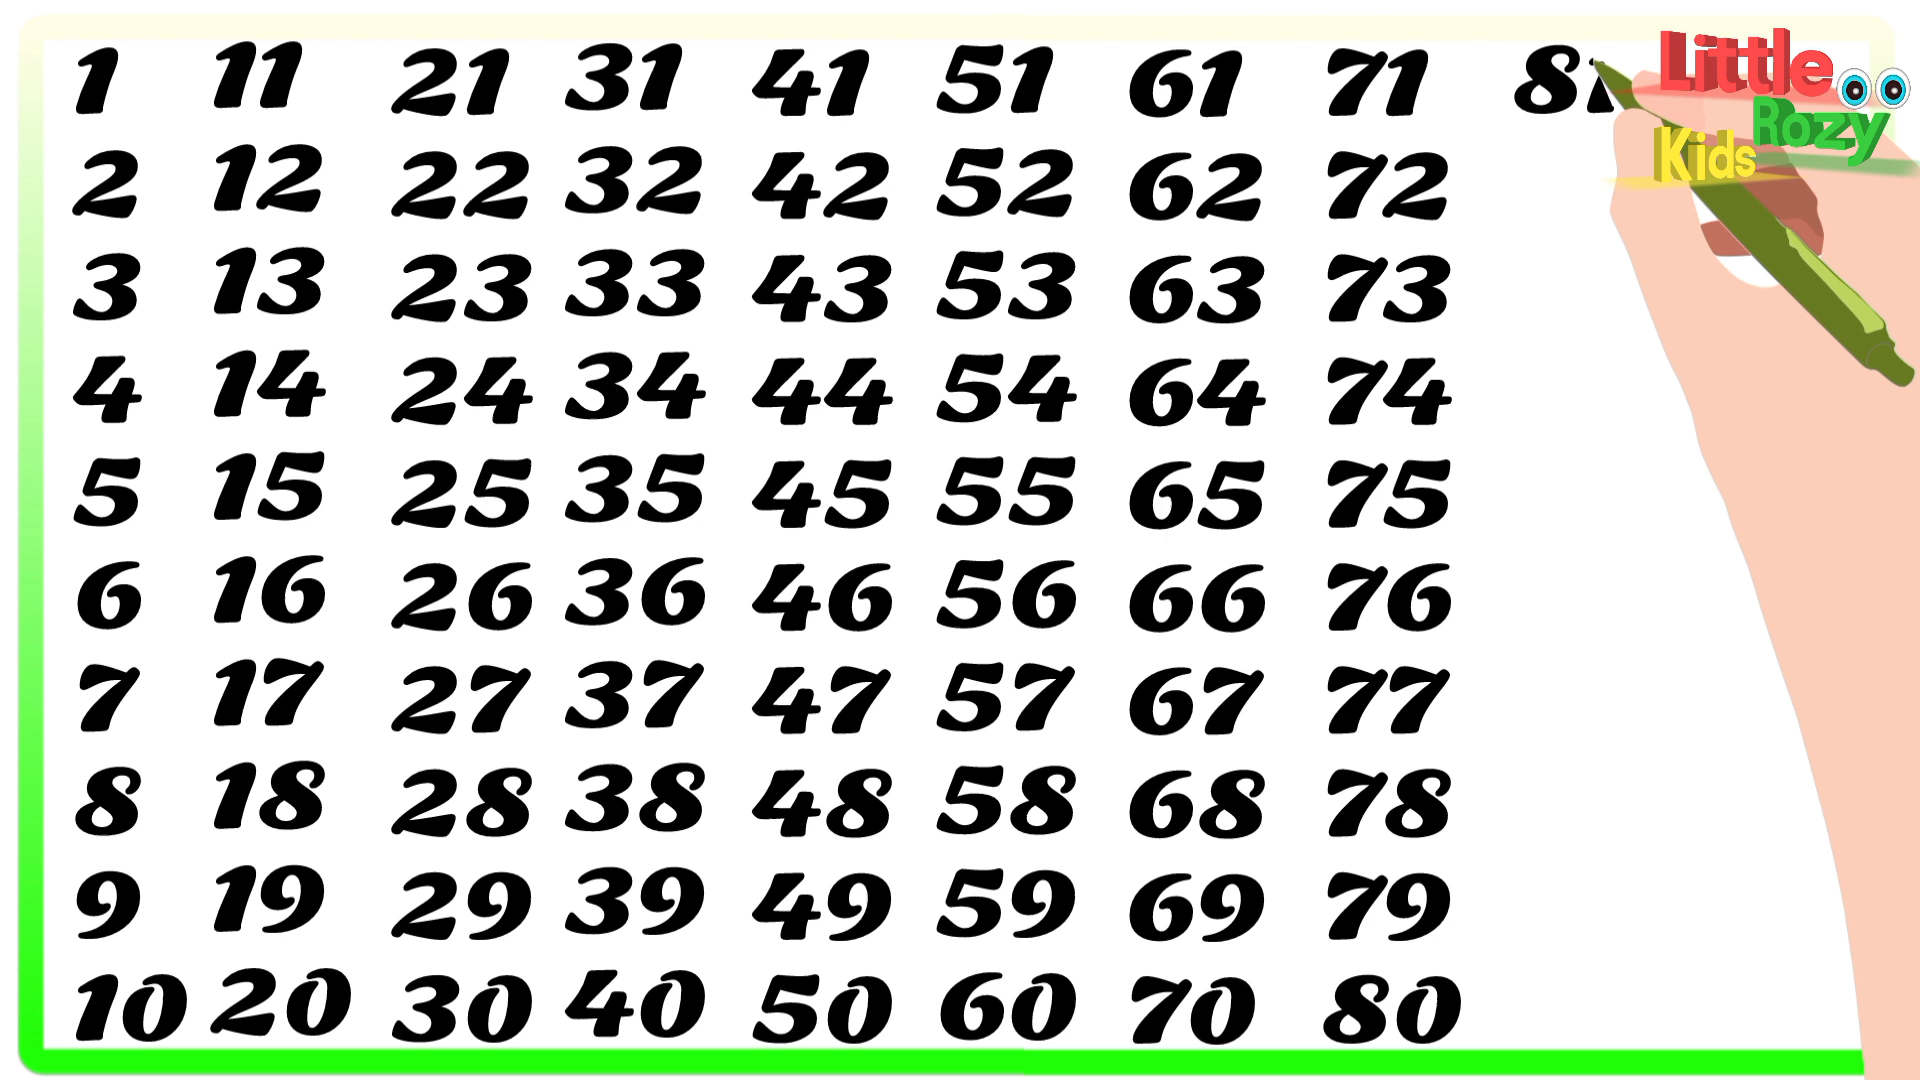 1 11 21 31 41 51 61 71 81
2 12 22 32 42 52 62 72
3 13 23 33 43 53 63 73
4 14 24 34 44 54 64 74
5 15 25 35 45 55 65 75
6 16 26 36 46 56 66 76
7 17 27 37 47 57 67 77
8 18 28 38 48 58 68 78
9 19 29 39 49 59 69 79
10 20 30 40 50 60 70 80
Little
Rozy
Kids